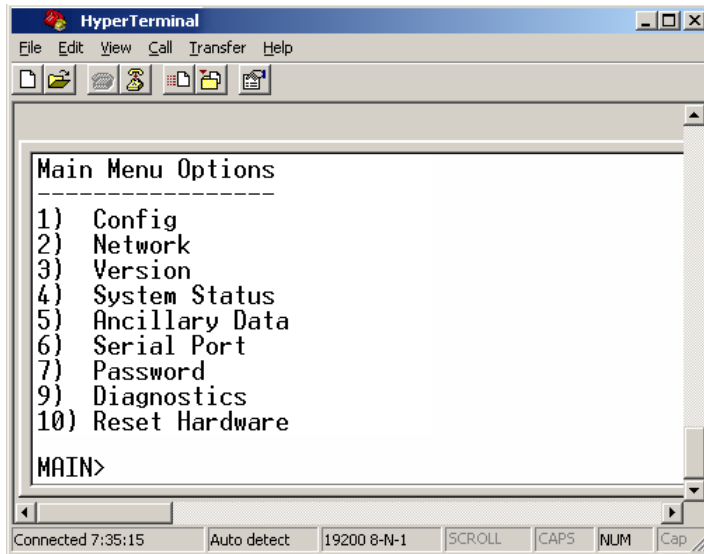 HyperTerminal
File Edit View Call Transfer Help
Main Menu Options
-----------------
1) Config
2) Network
3) Version
4) System Status
5) Ancillary Data
6) Serial Port
7) Password
9) Diagnostics
10) Reset Hardware
MAIN>
Connected 7:35:15 Auto detect 19200 8-N-1 SCROLL CAPS NUM Cap